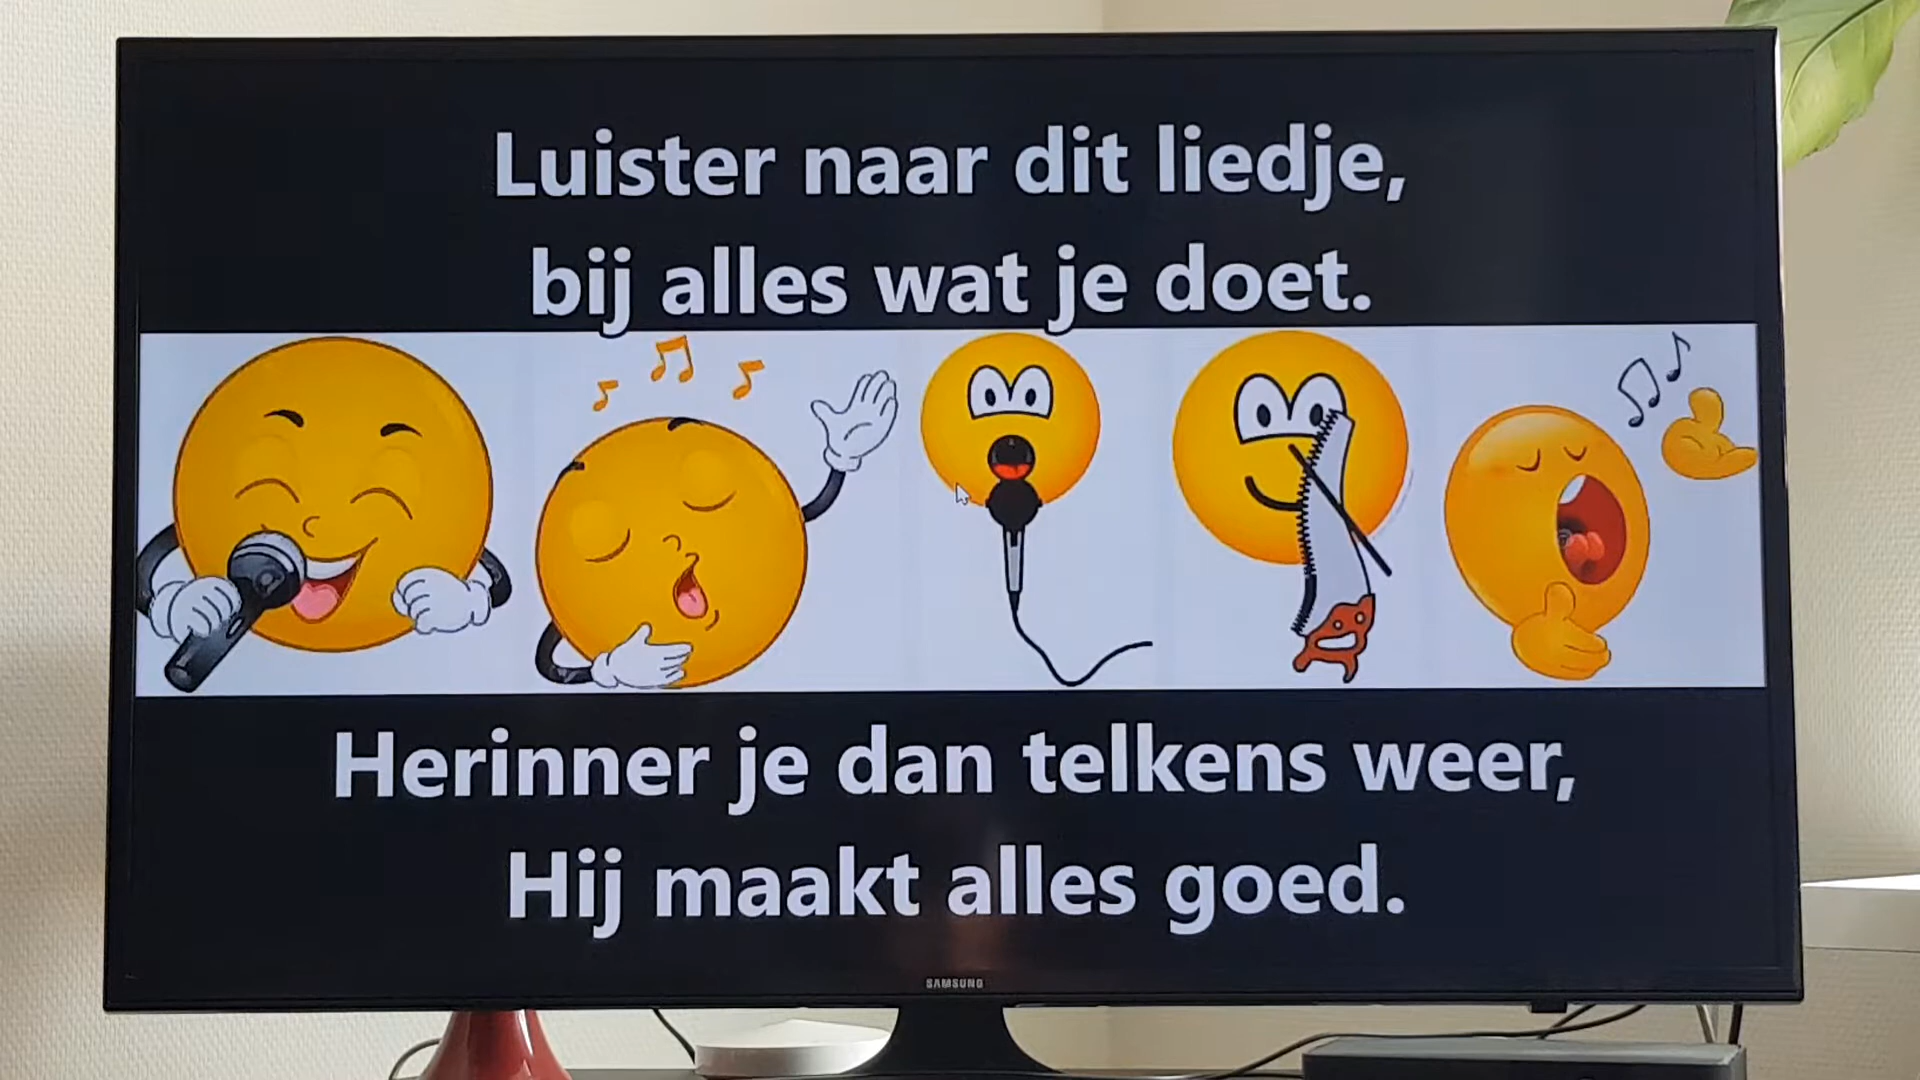 Luister naar dit liedje,
bij alles wat je doet.
Herinner je dan telkens weer,
Hij maakt alles goed.
SAMSUNG